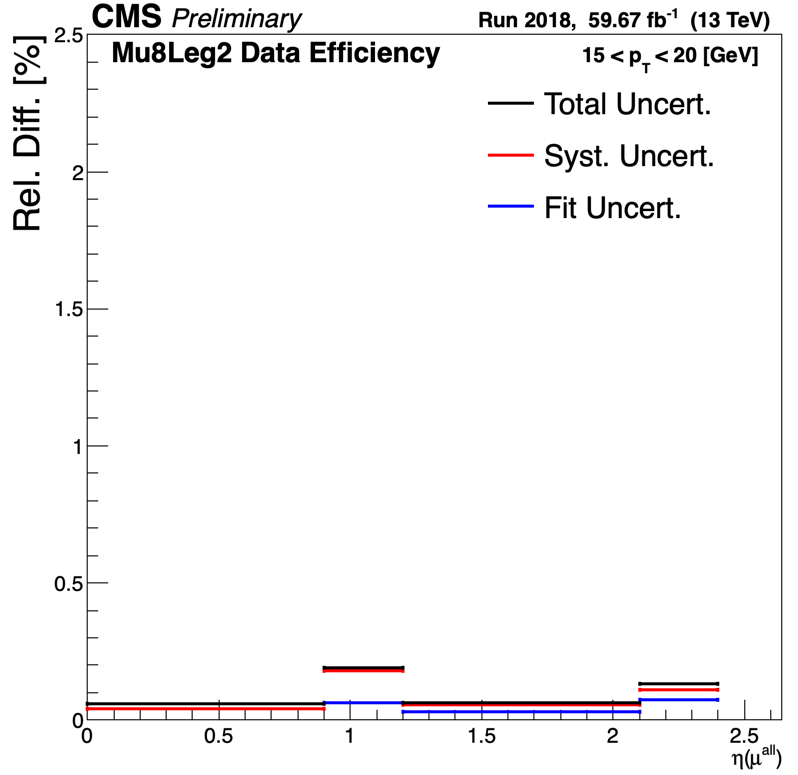 CMS Preliminary
Run 2018, 59.67 fb⁻¹ (13 TeV)
Mu8Leg2 Data Efficiency
15 < p_T < 20 [GeV]
Total Uncert.
Syst. Uncert.
Fit Uncert.
Rel. Diff. [%]
2.5
2
1.5
1
0.5
0
0
0.5
1
1.5
2
2.5
η(μ^all)